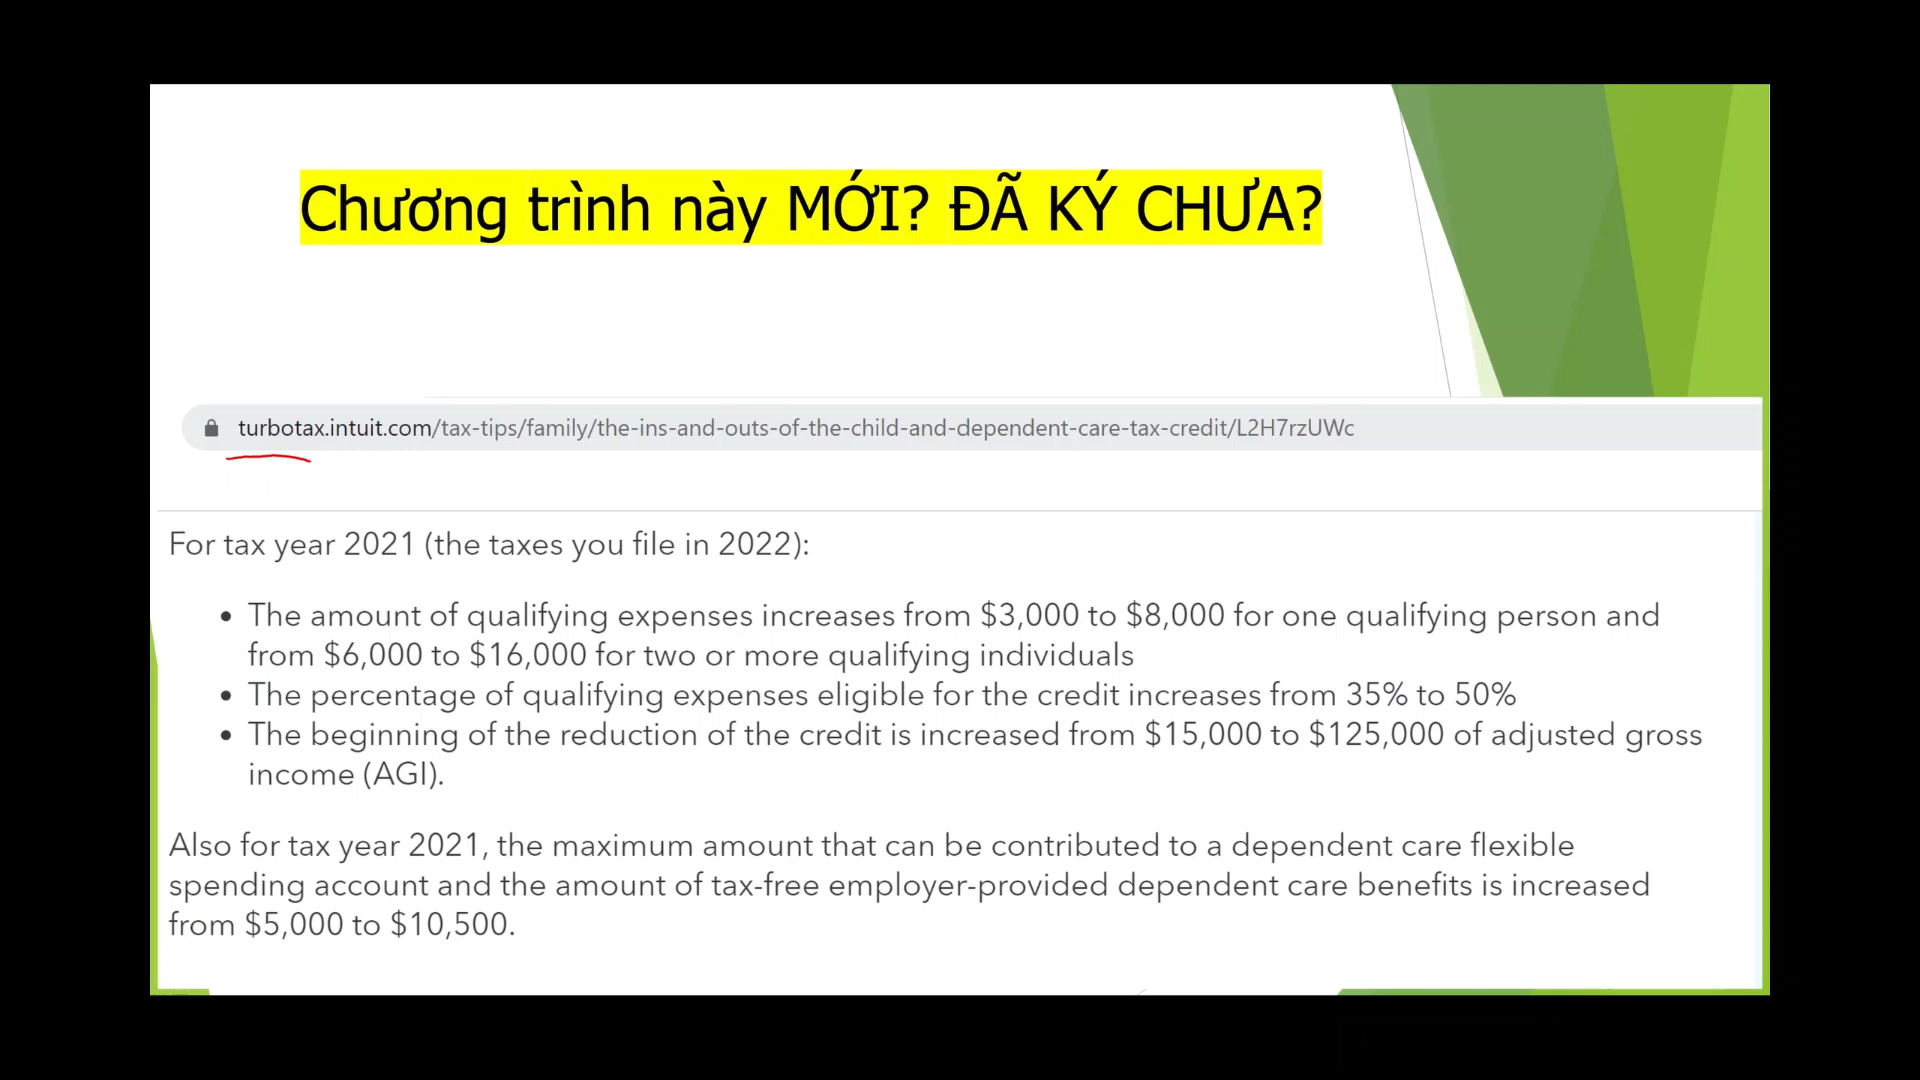 Chương trình này MỚI? ĐÃ KÝ CHƯA?
turbotax.intuit.com/tax-tips/family/the-ins-and-outs-of-the-child-and-dependent-care-tax-credit/L2H7rzUWc
For tax year 2021 (the taxes you file in 2022):
• The amount of qualifying expenses increases from $3,000 to $8,000 for one qualifying person and
from $6,000 to $16,000 for two or more qualifying individuals
• The percentage of qualifying expenses eligible for the credit increases from 35% to 50%
• The beginning of the reduction of the credit is increased from $15,000 to $125,000 of adjusted gross
income (AGI).
Also for tax year 2021, the maximum amount that can be contributed to a dependent care flexible
spending account and the amount of tax-free employer-provided dependent care benefits is increased
from $5,000 to $10,500.